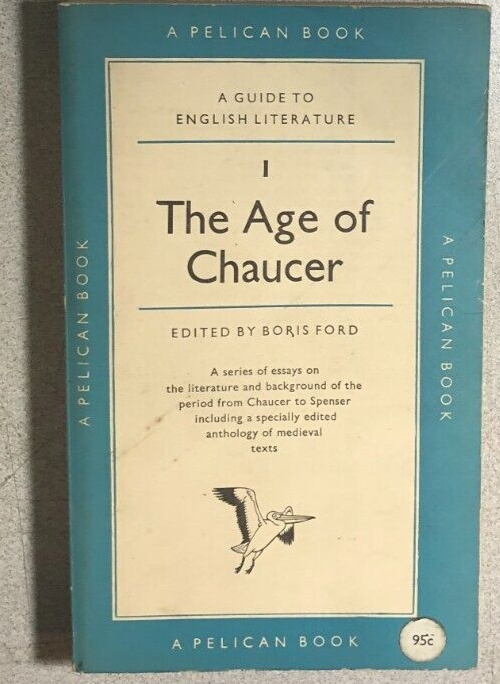 A PELICAN BOOK
A GUIDE TO
ENGLISH LITERATURE
I
The Age of
Chaucer
EDITED BY BORIS FORD
A series of essays on
the literature and background of the
period from Chaucer to Spenser
including a specially edited
anthology of medieval
texts
A PELICAN BOOK
A PELICAN BOOK
A PELICAN BOOK
95c